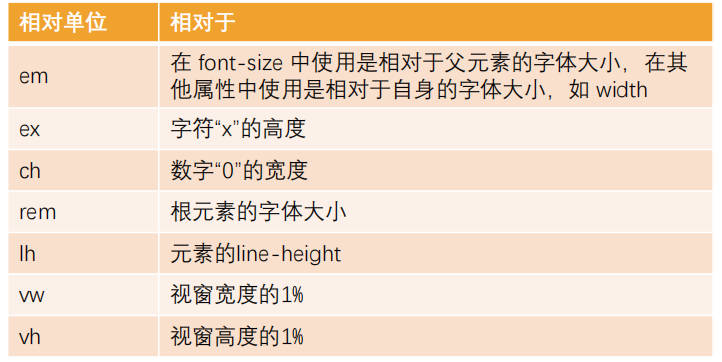 相对单位 相对于
em 在 font-size 中使用是相对于父元素的字体大小，在其
他属性中使用是相对于自身的字体大小，如 width
ex 字符“x”的高度
ch 数字“0”的宽度
rem 根元素的字体大小
lh 元素的line-height
vw 视窗宽度的1%
vh 视窗高度的1%